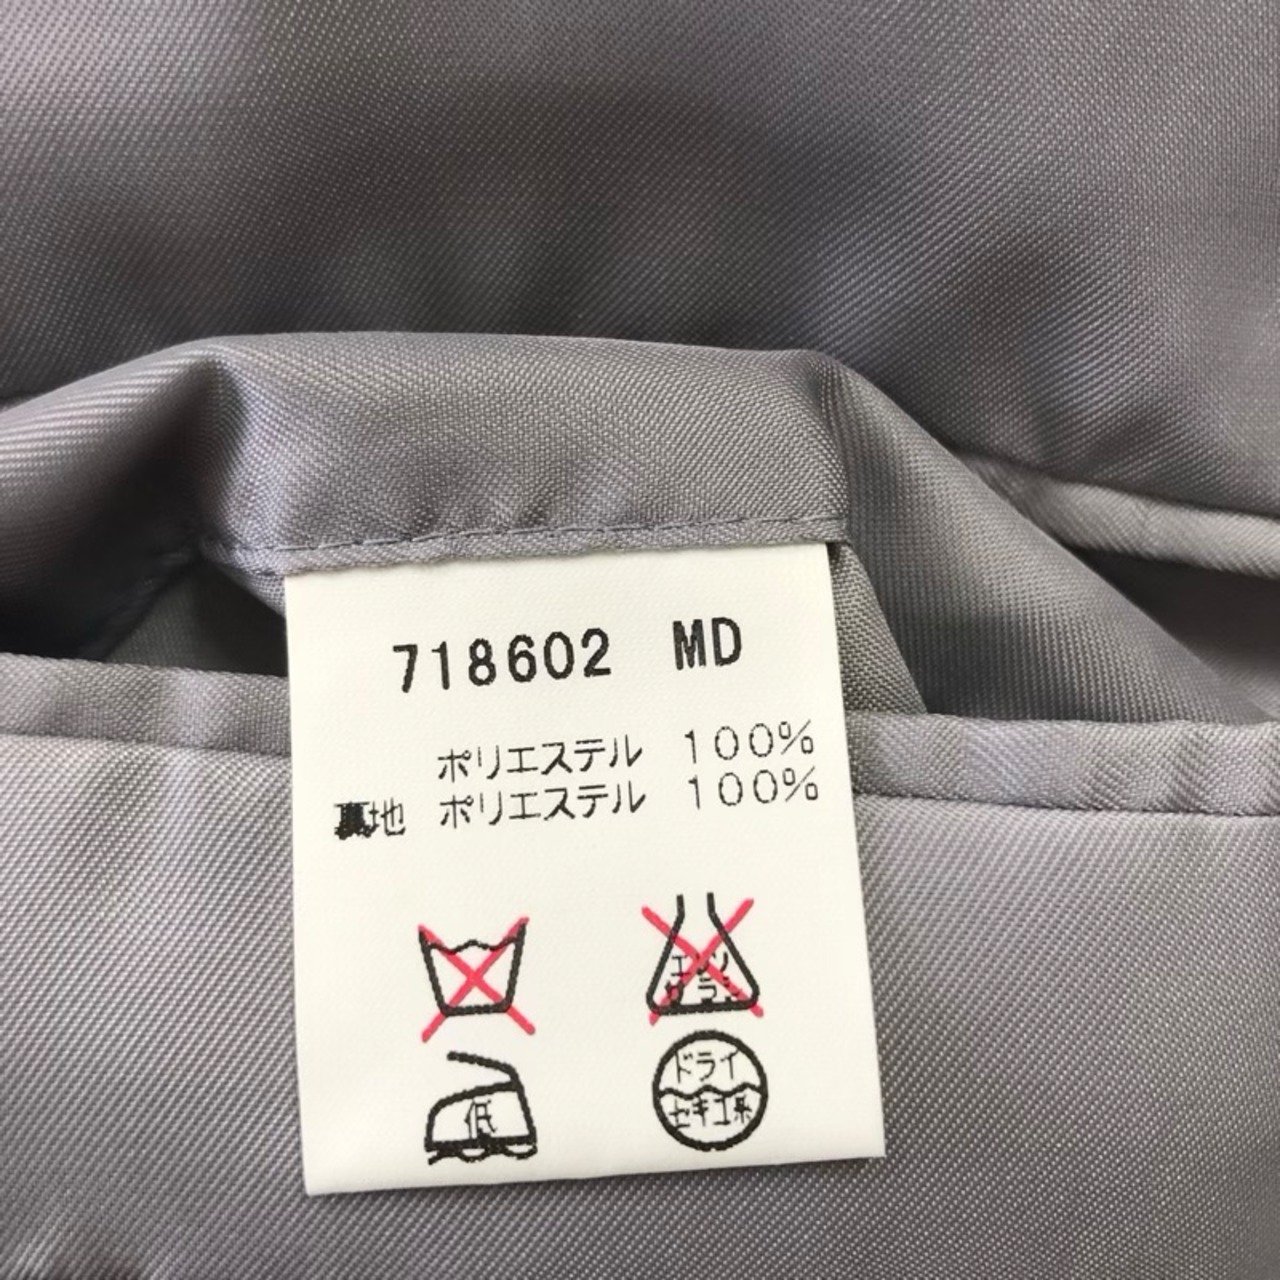 718602 MD
ポリエステル 100%
裏地 ポリエステル 100%
エンソ
サラシ
低
ドライ
セキユ系